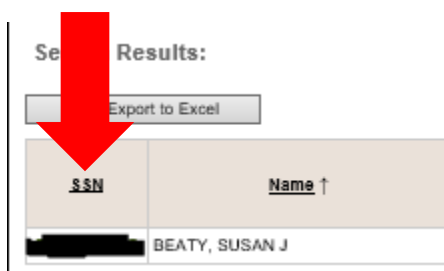 Se Results:
Export to Excel
SSN Name ↑
BEATY, SUSAN J